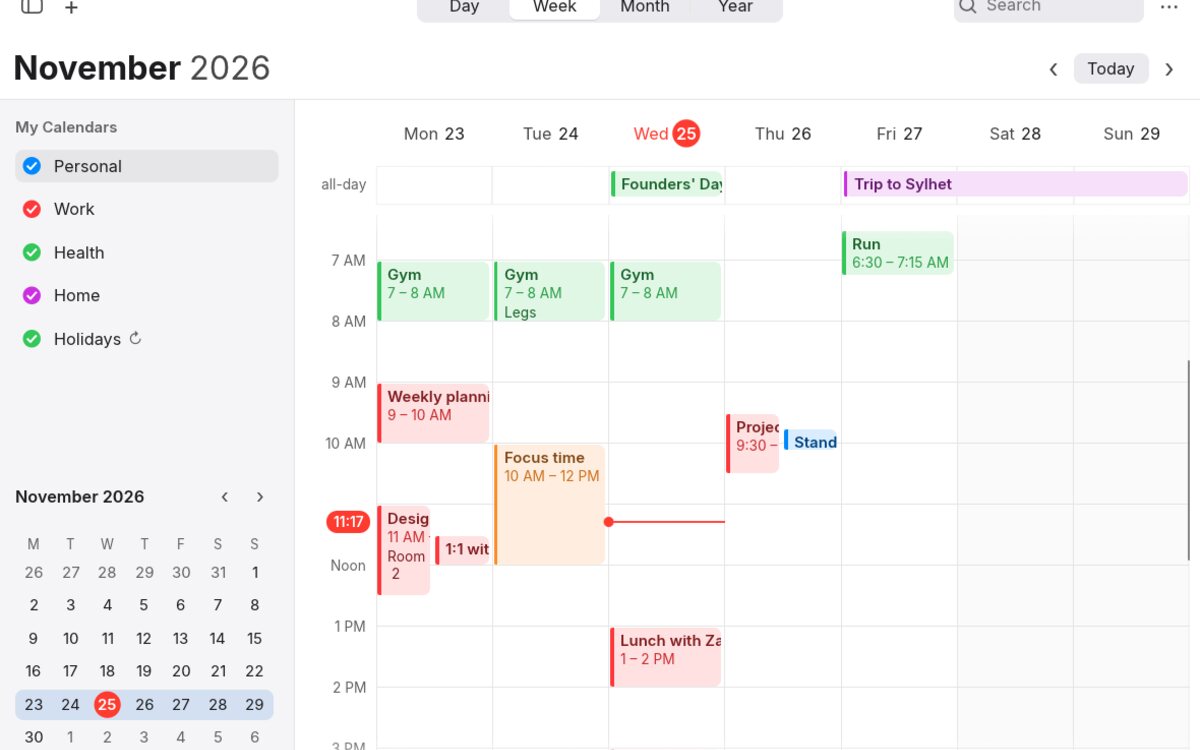 Day Week Month Year
Search
November 2026
Today
My Calendars
Personal
Work
Health
Home
Holidays
November 2026
M T W T F S S
26 27 28 29 30 31 1
2 3 4 5 6 7 8
9 10 11 12 13 14 15
16 17 18 19 20 21 22
23 24 25 26 27 28 29
30 1 2 3 4 5 6
Mon 23 Tue 24 Wed 25 Thu 26 Fri 27 Sat 28 Sun 29
all-day
Founders' Day
Trip to Sylhet
7 AM
8 AM
9 AM
10 AM
11:17
Noon
1 PM
2 PM
3 PM
Gym
7 – 8 AM
Weekly planni
9 – 10 AM
Desig
11 AM
Room
2
1:1 wit
Gym
7 – 8 AM
Legs
Focus time
10 AM – 12 PM
Gym
7 – 8 AM
Lunch with Za
1 – 2 PM
Projec
9:30 –
Stand
Run
6:30 – 7:15 AM